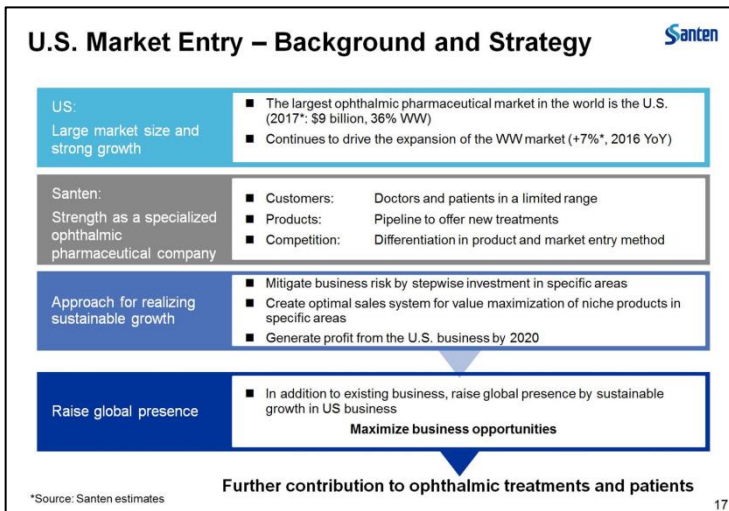 U.S. Market Entry – Background and Strategy
Santen
US:
Large market size and
strong growth
■ The largest ophthalmic pharmaceutical market in the world is the U.S.
(2017*: $9 billion, 36% WW)
■ Continues to drive the expansion of the WW market (+7%*, 2016 YoY)
Santen:
Strength as a specialized
ophthalmic
pharmaceutical company
■ Customers: Doctors and patients in a limited range
■ Products: Pipeline to offer new treatments
■ Competition: Differentiation in product and market entry method
Approach for realizing
sustainable growth
■ Mitigate business risk by stepwise investment in specific areas
■ Create optimal sales system for value maximization of niche products in
specific areas
■ Generate profit from the U.S. business by 2020
Raise global presence
■ In addition to existing business, raise global presence by sustainable
growth in US business
Maximize business opportunities
Further contribution to ophthalmic treatments and patients
*Source: Santen estimates
17